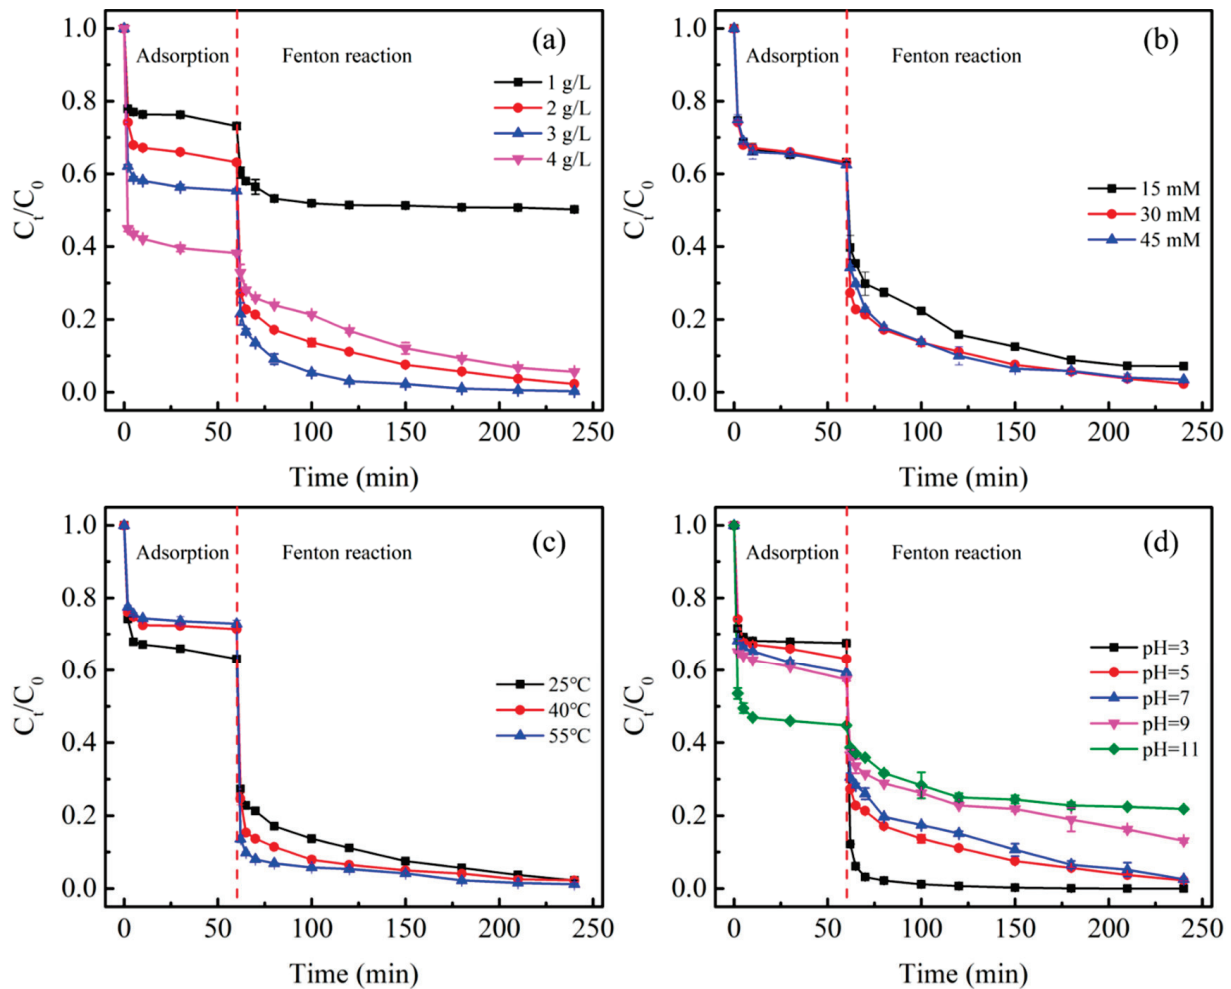 (a)
Adsorption Fenton reaction
1 g/L
2 g/L
3 g/L
4 g/L
1.0
0.8
0.6
0.4
0.2
0.0
Ct/C0
0 50 100 150 200 250
Time (min)
(b)
Adsorption Fenton reaction
15 mM
30 mM
45 mM
1.0
0.8
0.6
0.4
0.2
0.0
Ct/C0
0 50 100 150 200 250
Time (min)
(c)
Adsorption Fenton reaction
25℃
40℃
55℃
1.0
0.8
0.6
0.4
0.2
0.0
Ct/C0
0 50 100 150 200 250
Time (min)
(d)
Adsorption Fenton reaction
pH=3
pH=5
pH=7
pH=9
pH=11
1.0
0.8
0.6
0.4
0.2
0.0
Ct/C0
0 50 100 150 200 250
Time (min)